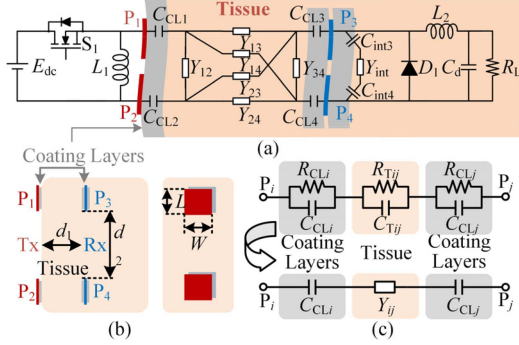 Tissue
P1 CCL1 CCL3 P3 L2
S1 Y13 Cint3
Edc L1 Y12 Y14 Y34 Yint D1 Cd RL
Y23
P2 CCL2 Y24 CCL4 P4 Cint4
(a)
Coating Layers
P1 P3 L
d1 d2 W
Tx Rx
Tissue
P2 P4
(b)
RCLi RTij RCLj
Pi Pj
CCLi CTij CCLj
Coating Tissue Coating
Layers Layers
Pi CCLi Yij CCLj Pj
(c)